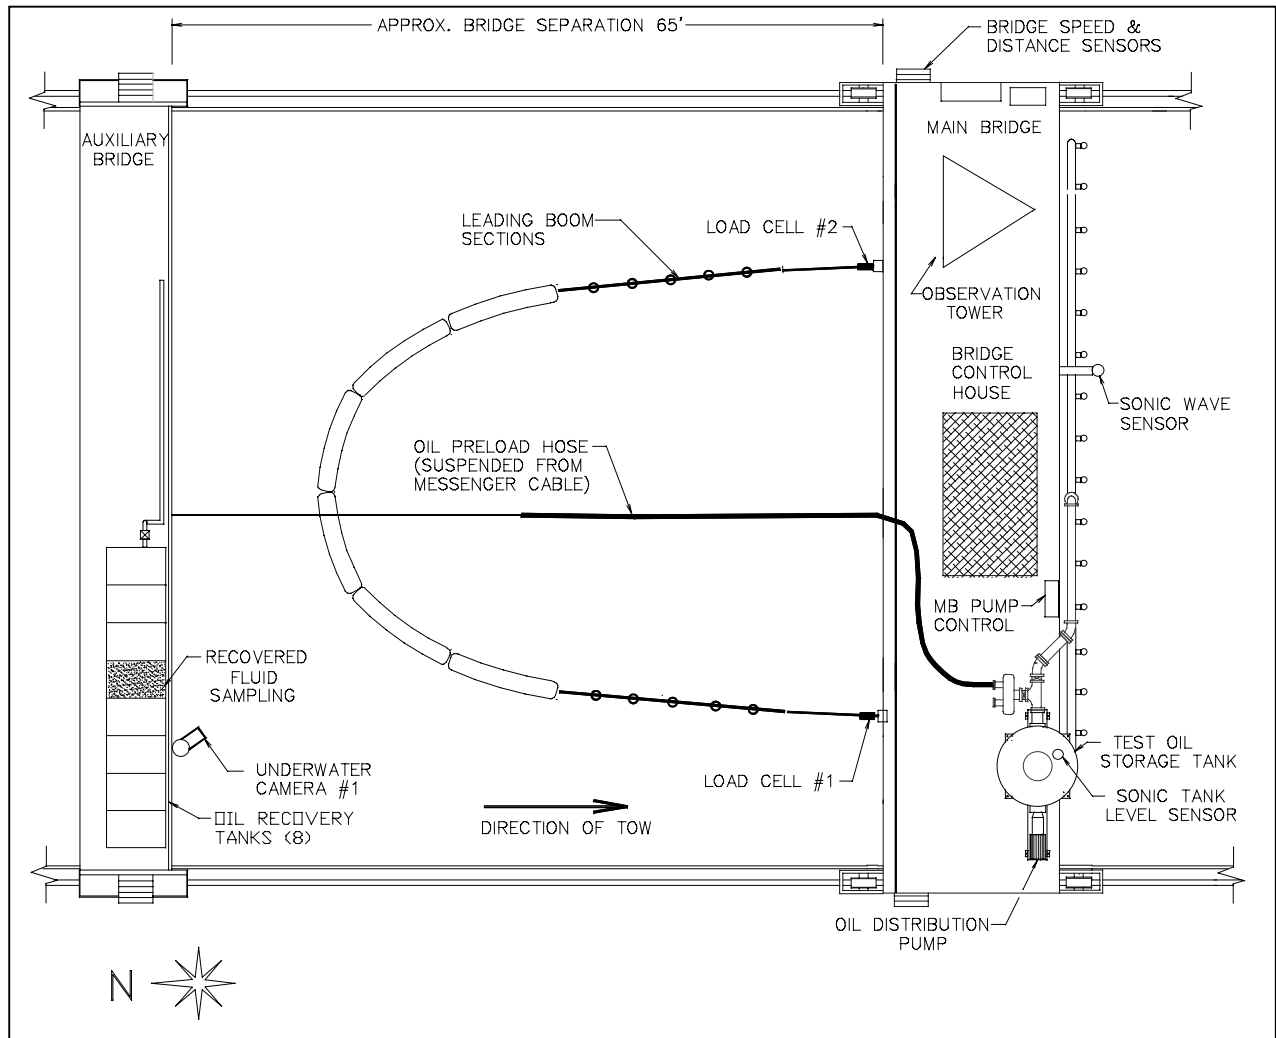 APPROX. BRIDGE SEPARATION 65'
BRIDGE SPEED &
DISTANCE SENSORS
AUXILIARY
BRIDGE
MAIN BRIDGE
LEADING BOOM
SECTIONS
LOAD CELL #2
OBSERVATION
TOWER
BRIDGE
CONTROL
HOUSE
SONIC WAVE
SENSOR
OIL PRELOAD HOSE
(SUSPENDED FROM
MESSENGER CABLE)
MB PUMP
CONTROL
RECOVERED
FLUID
SAMPLING
UNDERWATER
CAMERA #1
OIL RECOVERY
TANKS (8)
LOAD CELL #1
DIRECTION OF TOW
TEST OIL
STORAGE TANK
SONIC TANK
LEVEL SENSOR
OIL DISTRIBUTION
PUMP
N